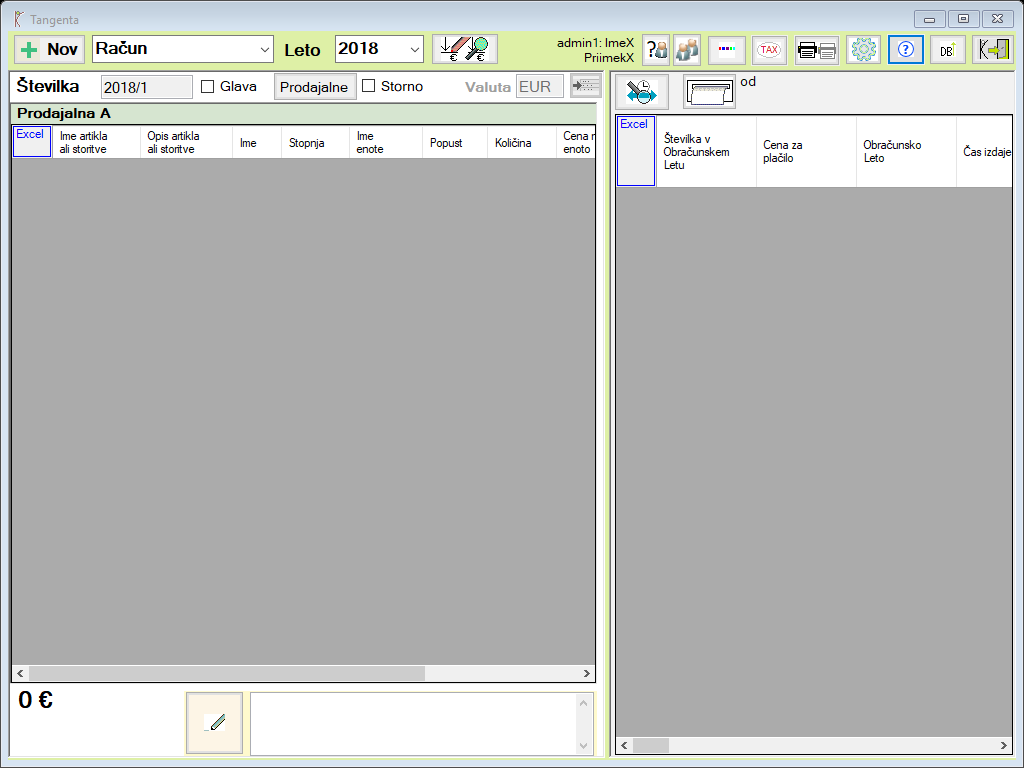 Tangenta
Nov
Račun
Leto
2018
admin1: ImeX
PriimekX
TAX
DB
Številka
2018/1
Glava
Prodajalne
Storno
Valuta
EUR
od
Prodajalna A
Excel
Ime artikla
ali storitve
Opis artikla
ali storitve
Ime
Stopnja
Ime
enote
Popust
Količina
Cena n
enoto
Excel
Številka v
Obračunskem
Letu
Cena za
plačilo
Obračunsko
Leto
Čas izdaje
0 €